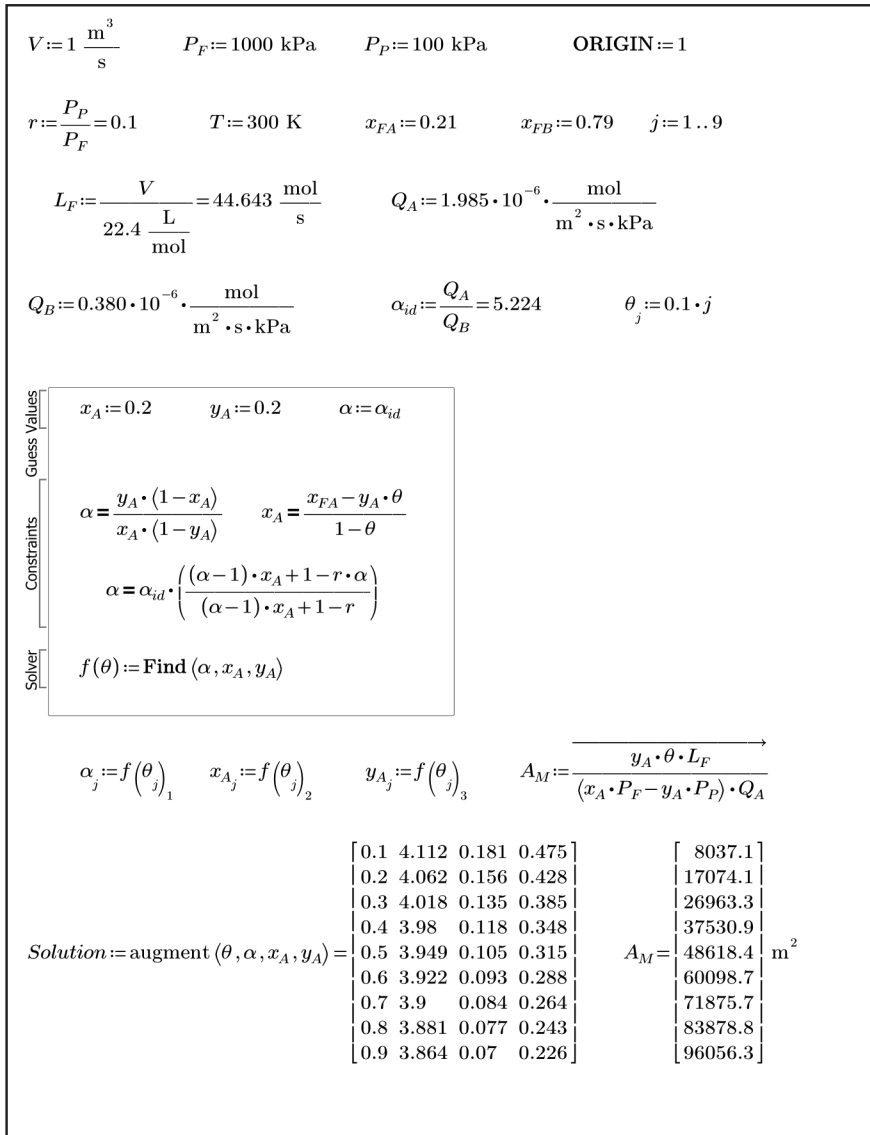 V:=1 m^3/s P_F:=1000 kPa P_P:=100 kPa ORIGIN:=1
r:=P_P/P_F=0.1 T:=300 K x_FA:=0.21 x_FB:=0.79 j:=1..9
L_F:=V/(22.4 L/mol)=44.643 mol/s Q_A:=1.985•10^-6•mol/(m^2•s•kPa)
Q_B:=0.380•10^-6•mol/(m^2•s•kPa) α_id:=Q_A/Q_B=5.224 θ_j:=0.1•j
Guess Values
x_A:=0.2 y_A:=0.2 α:=α_id
Constraints
α=(y_A•(1−x_A))/(x_A•(1−y_A)) x_A=(x_FA−y_A•θ)/(1−θ)
α=α_id•(((α−1)•x_A+1−r•α)/((α−1)•x_A+1−r))
Solver
f(θ):=Find(α,x_A,y_A)
α_j:=f(θ_j)_1 x_A_j:=f(θ_j)_2 y_A_j:=f(θ_j)_3 A_M:=(y_A•θ•L_F)/((x_A•P_F−y_A•P_P)•Q_A)
Solution:=augment(θ,α,x_A,y_A)=
0.1 4.112 0.181 0.475
0.2 4.062 0.156 0.428
0.3 4.018 0.135 0.385
0.4 3.98 0.118 0.348
0.5 3.949 0.105 0.315
0.6 3.922 0.093 0.288
0.7 3.9 0.084 0.264
0.8 3.881 0.077 0.243
0.9 3.864 0.07 0.226
A_M=
8037.1
17074.1
26963.3
37530.9
48618.4
60098.7
71875.7
83878.8
96056.3
m^2